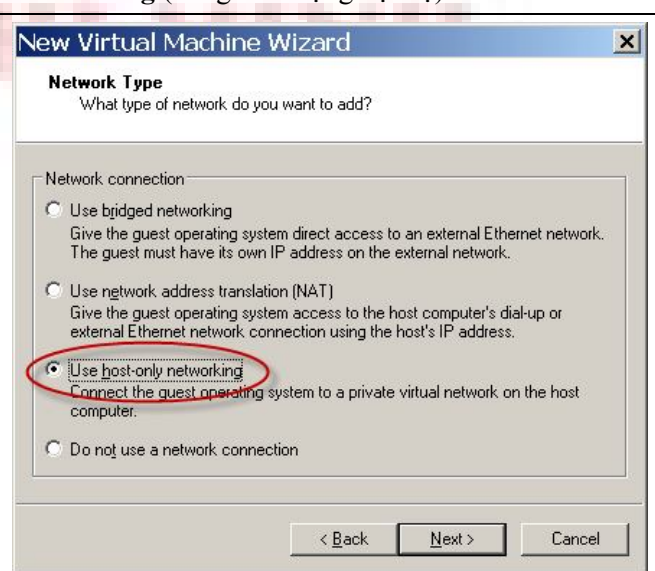 New Virtual Machine Wizard
Network Type
What type of network do you want to add?
Network connection
Use bridged networking
Give the guest operating system direct access to an external Ethernet network.
The guest must have its own IP address on the external network.
Use network address translation (NAT)
Give the guest operating system access to the host computer's dial-up or
external Ethernet network connection using the host's IP address.
Use host-only networking
Connect the guest operating system to a private virtual network on the host
computer.
Do not use a network connection
< Back
Next >
Cancel